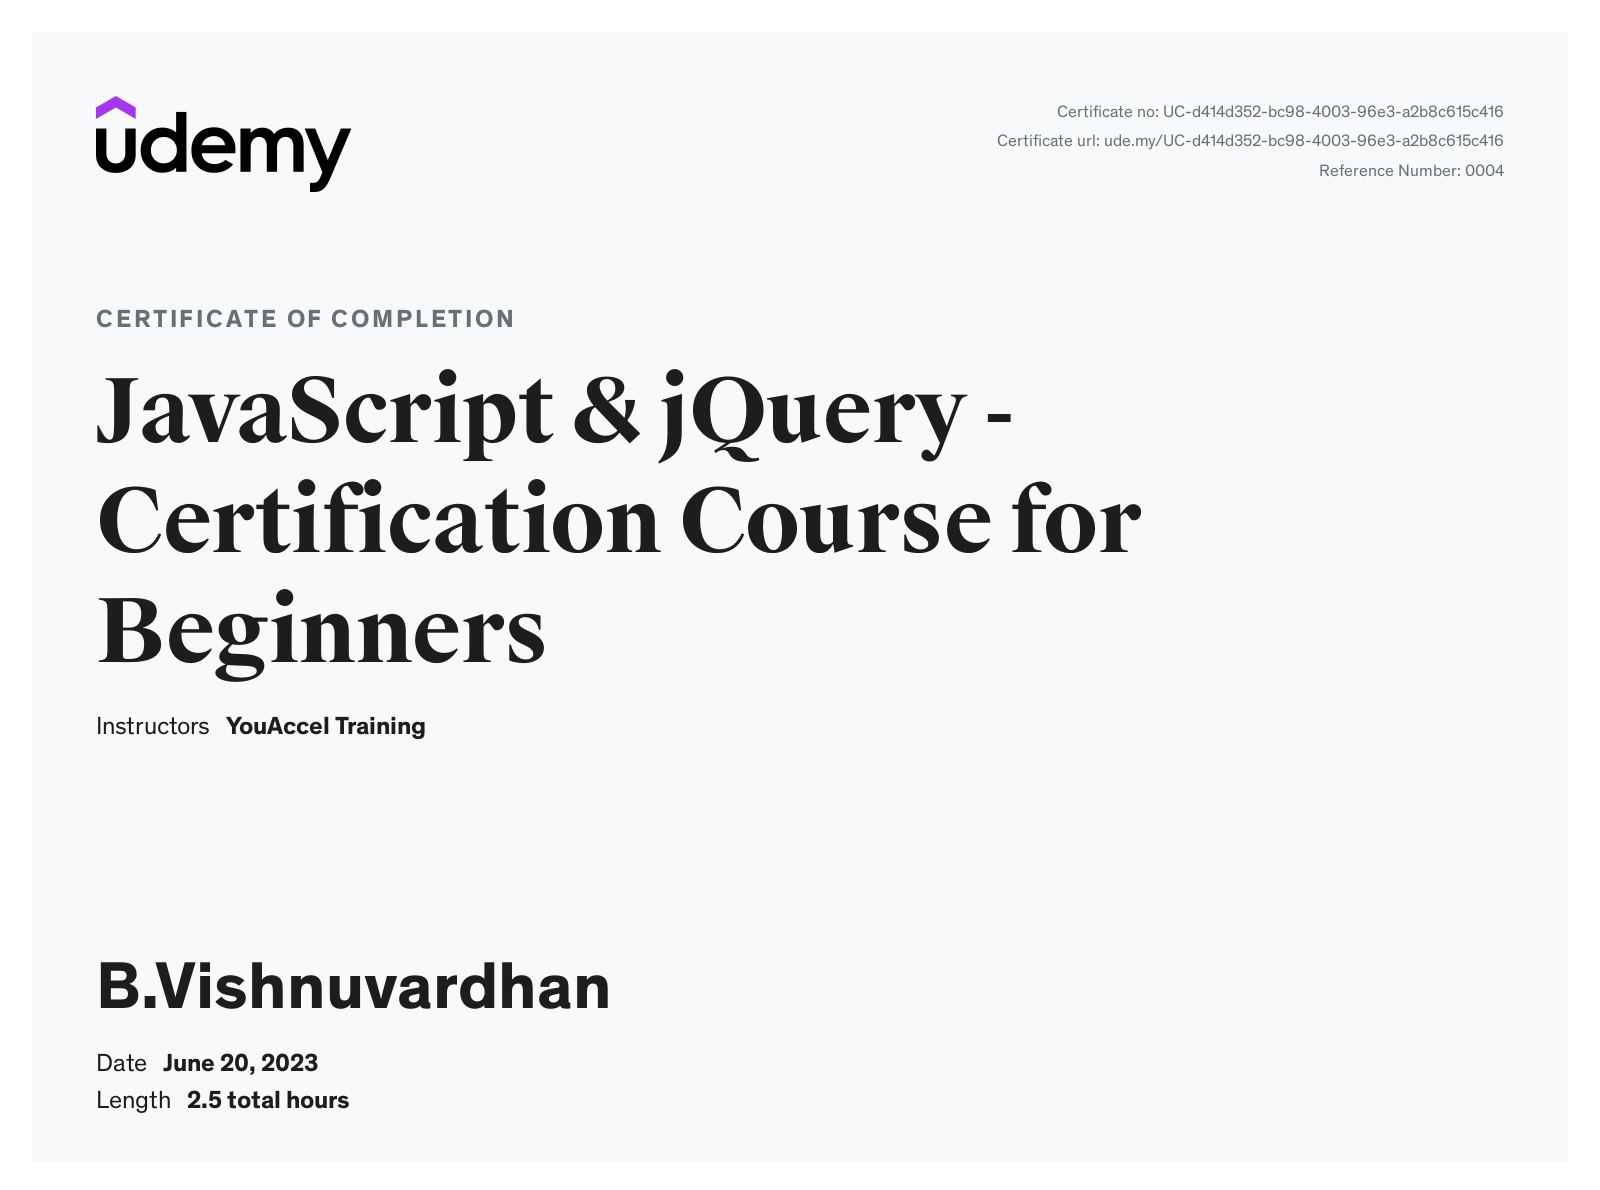 udemy
Certificate no: UC-d414d352-bc98-4003-96e3-a2b8c615c416
Certificate url: ude.my/UC-d414d352-bc98-4003-96e3-a2b8c615c416
Reference Number: 0004
CERTIFICATE OF COMPLETION
JavaScript & jQuery -
Certification Course for
Beginners
Instructors YouAccel Training
B.Vishnuvardhan
Date June 20, 2023
Length 2.5 total hours